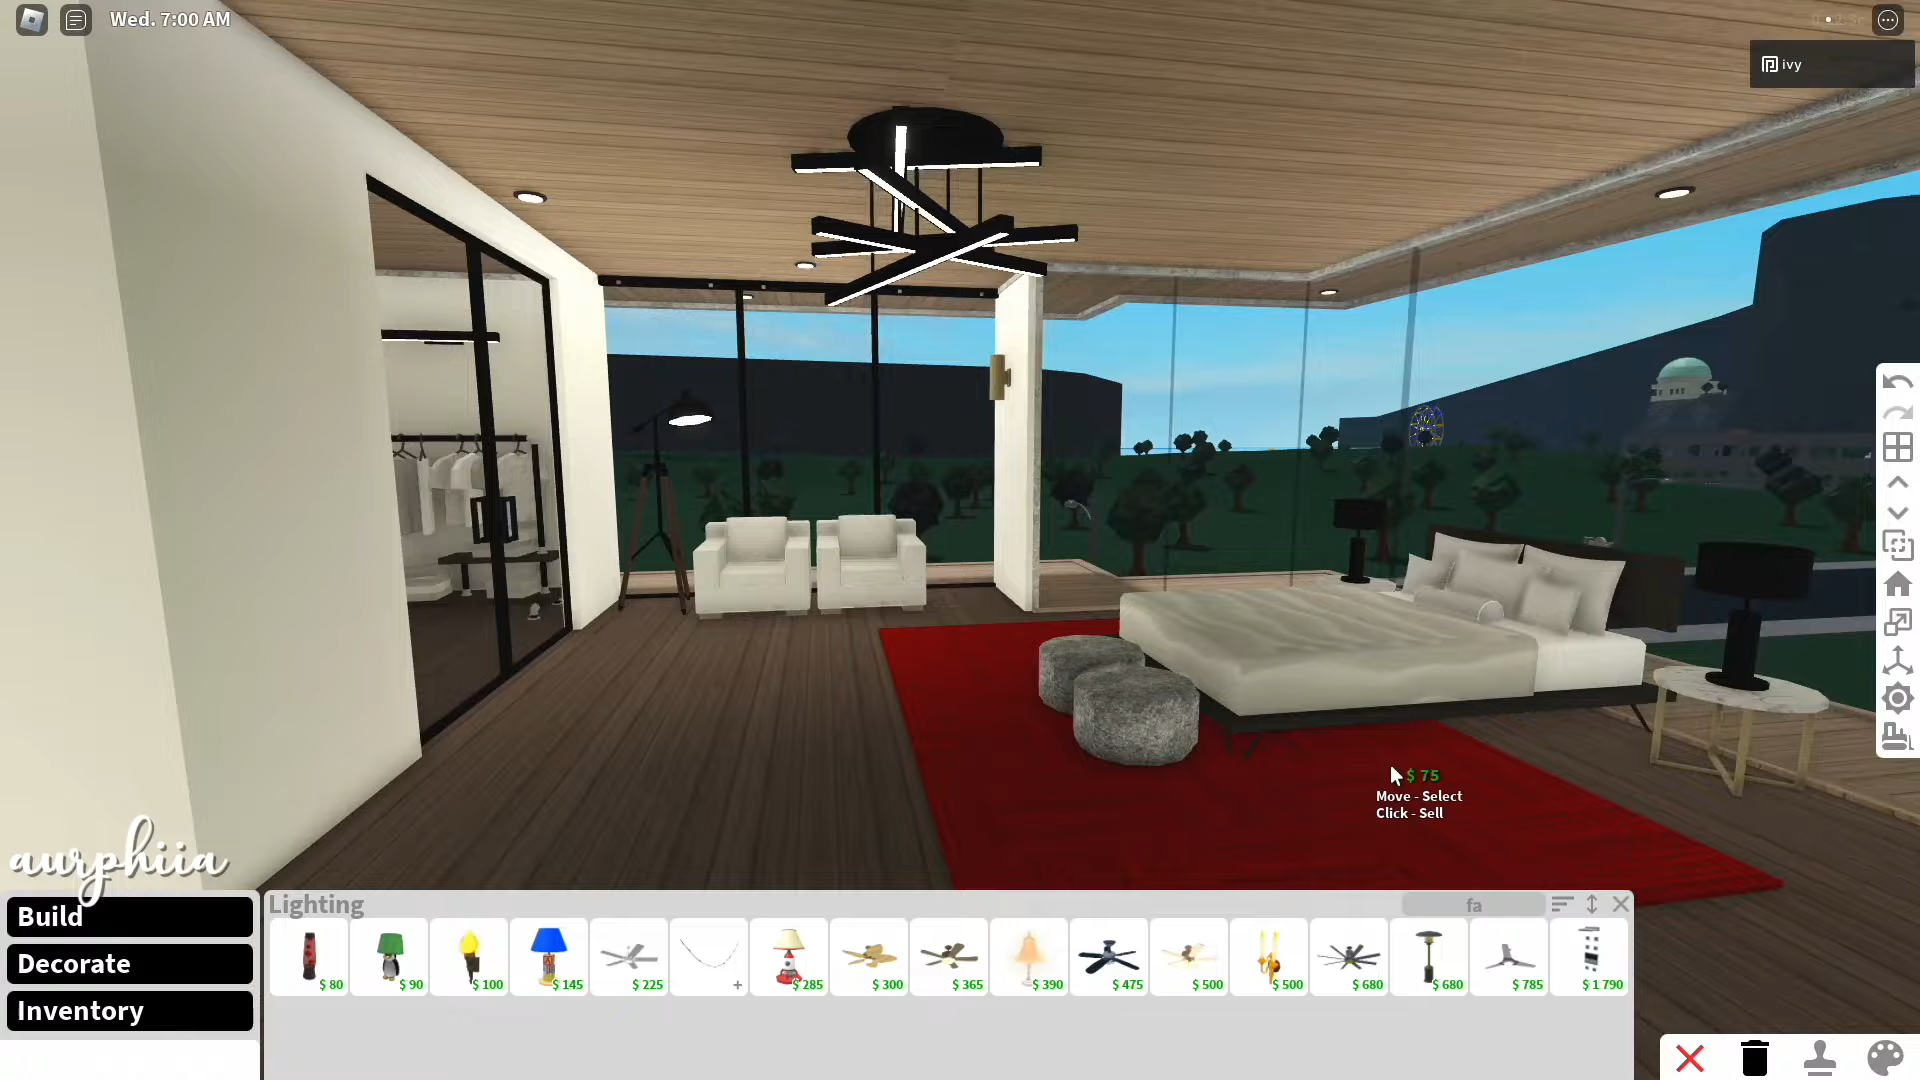 Wed. 7:00 AM
ivy
$ 75
Move - Select
Click - Sell
aurphiia
Build
Decorate
Inventory
Lighting
fa
$ 80
$ 90
$ 100
$ 145
$ 225
+
$ 285
$ 300
$ 365
$ 390
$ 475
$ 500
$ 500
$ 680
$ 680
$ 785
$ 1 790